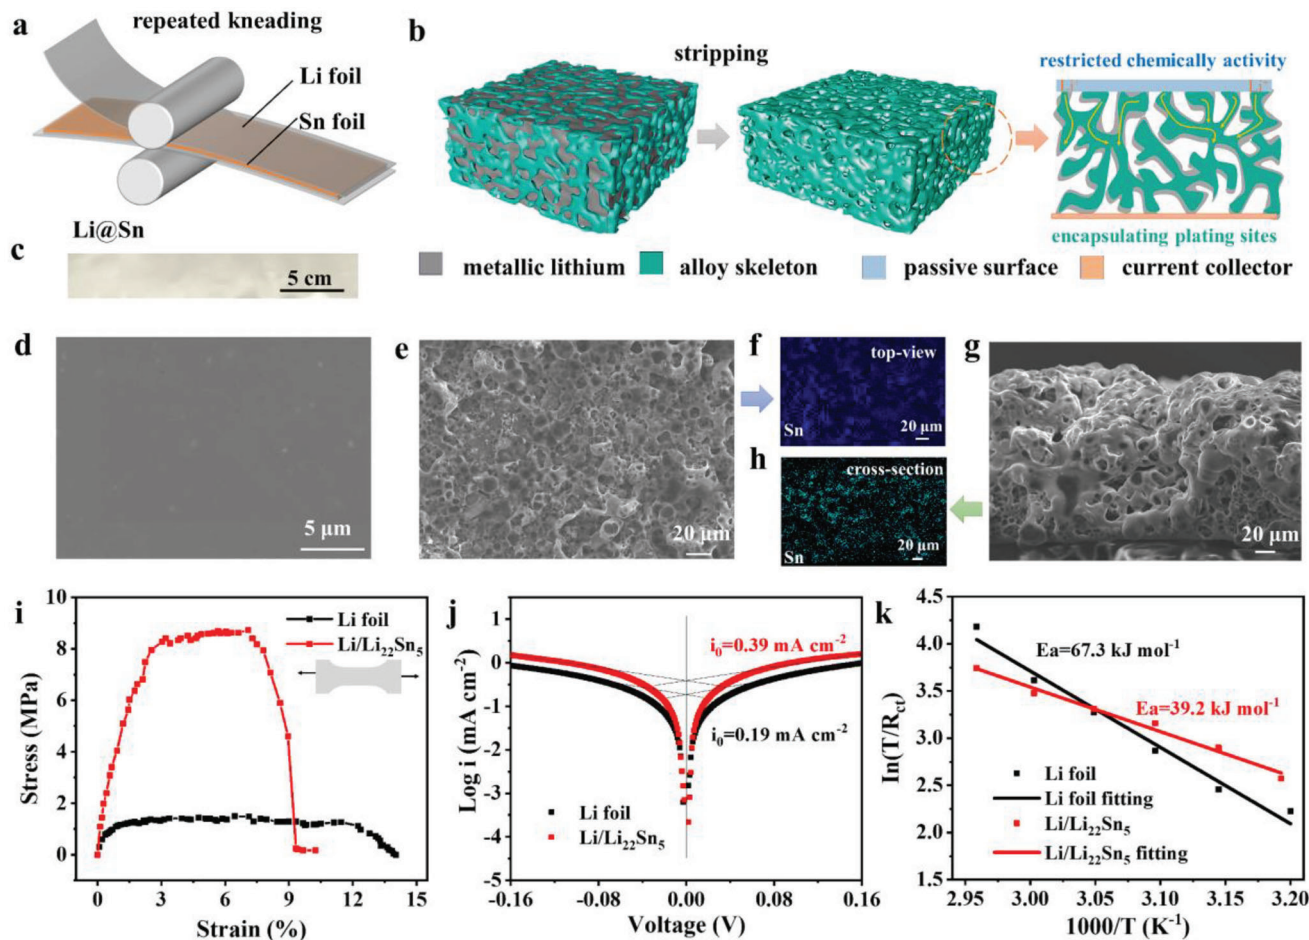 a
repeated kneading
Li foil
Sn foil
Li@Sn
b
stripping
restricted chemically activity
encapsulating plating sites
metallic lithium
alloy skeleton
passive surface
current collector
c
5 cm
d
5 μm
e
20 μm
f
top-view
Sn
20 μm
g
20 μm
h
cross-section
Sn
20 μm
i
Stress (MPa)
10
8
6
4
2
0
Li foil
Li/Li₂₂Sn₅
0
3
6
9
12
15
Strain (%)
j
Log i (mA cm⁻²)
1
0
-1
-2
-3
-4
-5
i₀=0.39 mA cm⁻²
i₀=0.19 mA cm⁻²
Li foil
Li/Li₂₂Sn₅
-0.16
-0.08
0.00
0.08
0.16
Voltage (V)
k
In(T/R_ct)
4.5
4.0
3.5
3.0
2.5
2.0
1.5
Ea=67.3 kJ mol⁻¹
Ea=39.2 kJ mol⁻¹
Li foil
Li foil fitting
Li/Li₂₂Sn₅
Li/Li₂₂Sn₅ fitting
2.95
3.00
3.05
3.10
3.15
3.20
1000/T (K⁻¹)